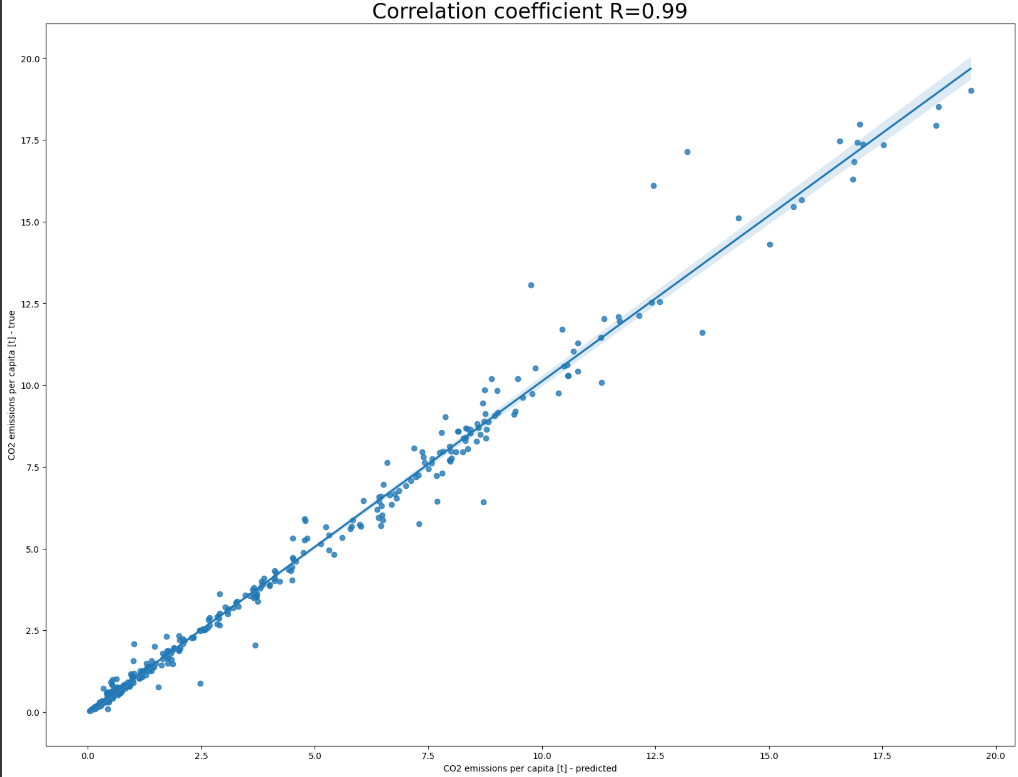 Correlation coefficient R=0.99
CO2 emissions per capita [t] - true
20.0
17.5
15.0
12.5
10.0
7.5
5.0
2.5
0.0
0.0 2.5 5.0 7.5 10.0 12.5 15.0 17.5 20.0
CO2 emissions per capita [t] - predicted